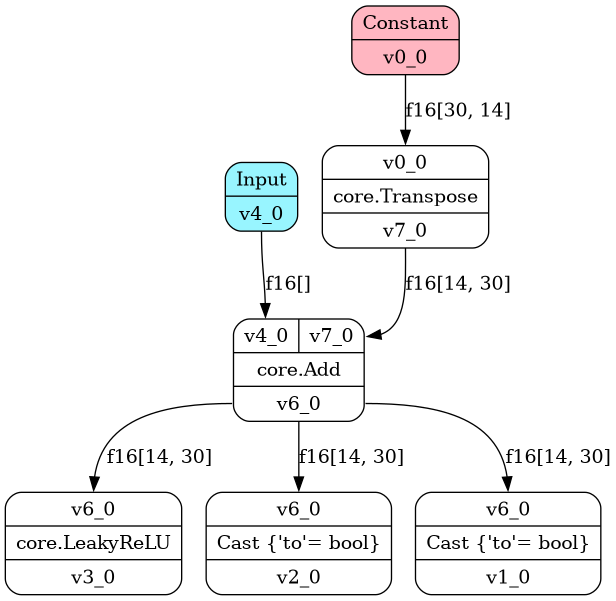 Constant
v0_0
f16[30, 14]
v0_0
core.Transpose
v7_0
Input
v4_0
f16[]
f16[14, 30]
v4_0 v7_0
core.Add
v6_0
f16[14, 30] f16[14, 30] f16[14, 30]
v6_0
core.LeakyReLU
v3_0
v6_0
Cast {'to'= bool}
v2_0
v6_0
Cast {'to'= bool}
v1_0